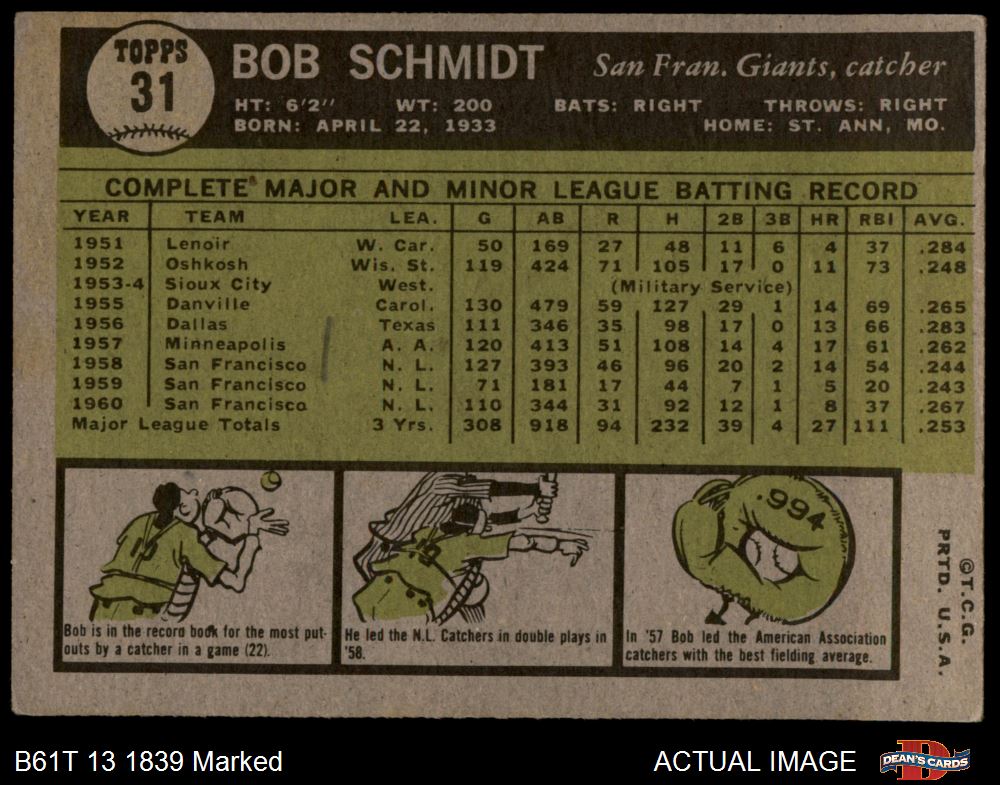 TOPPS
31
BOB SCHMIDT
San Fran. Giants, catcher
HT: 6'2" WT: 200 BATS: RIGHT THROWS: RIGHT
BORN: APRIL 22, 1933 HOME: ST. ANN, MO.
COMPLETE MAJOR AND MINOR LEAGUE BATTING RECORD
YEAR TEAM LEA. G AB R H 2B 3B HR RBI AVG.
1951 Lenoir W. Car. 50 169 27 48 11 6 4 37 .284
1952 Oshkosh Wis. St. 119 424 71 105 17 0 11 73 .248
1953-4 Sioux City West. (Military Service)
1955 Danville Carol. 130 479 59 127 29 1 14 69 .265
1956 Dallas Texas 111 346 35 98 17 0 13 66 .283
1957 Minneapolis A. A. 120 413 51 108 14 4 17 61 .262
1958 San Francisco N. L. 127 393 46 96 20 2 14 54 .244
1959 San Francisco N. L. 71 181 17 44 7 1 5 20 .243
1960 San Francisco N. L. 110 344 31 92 12 1 8 37 .267
Major League Totals 3 Yrs. 308 918 94 232 39 4 27 111 .253
Bob is in the record book for the most put-
outs by a catcher in a game (22).
He led the N.L. Catchers in double plays in
'58.
.994
In '57 Bob led the American Association
catchers with the best fielding average.
©T.C.G.
PRTD. U.S.A.
B61T 13 1839 Marked
ACTUAL IMAGE
DEAN'S CARDS